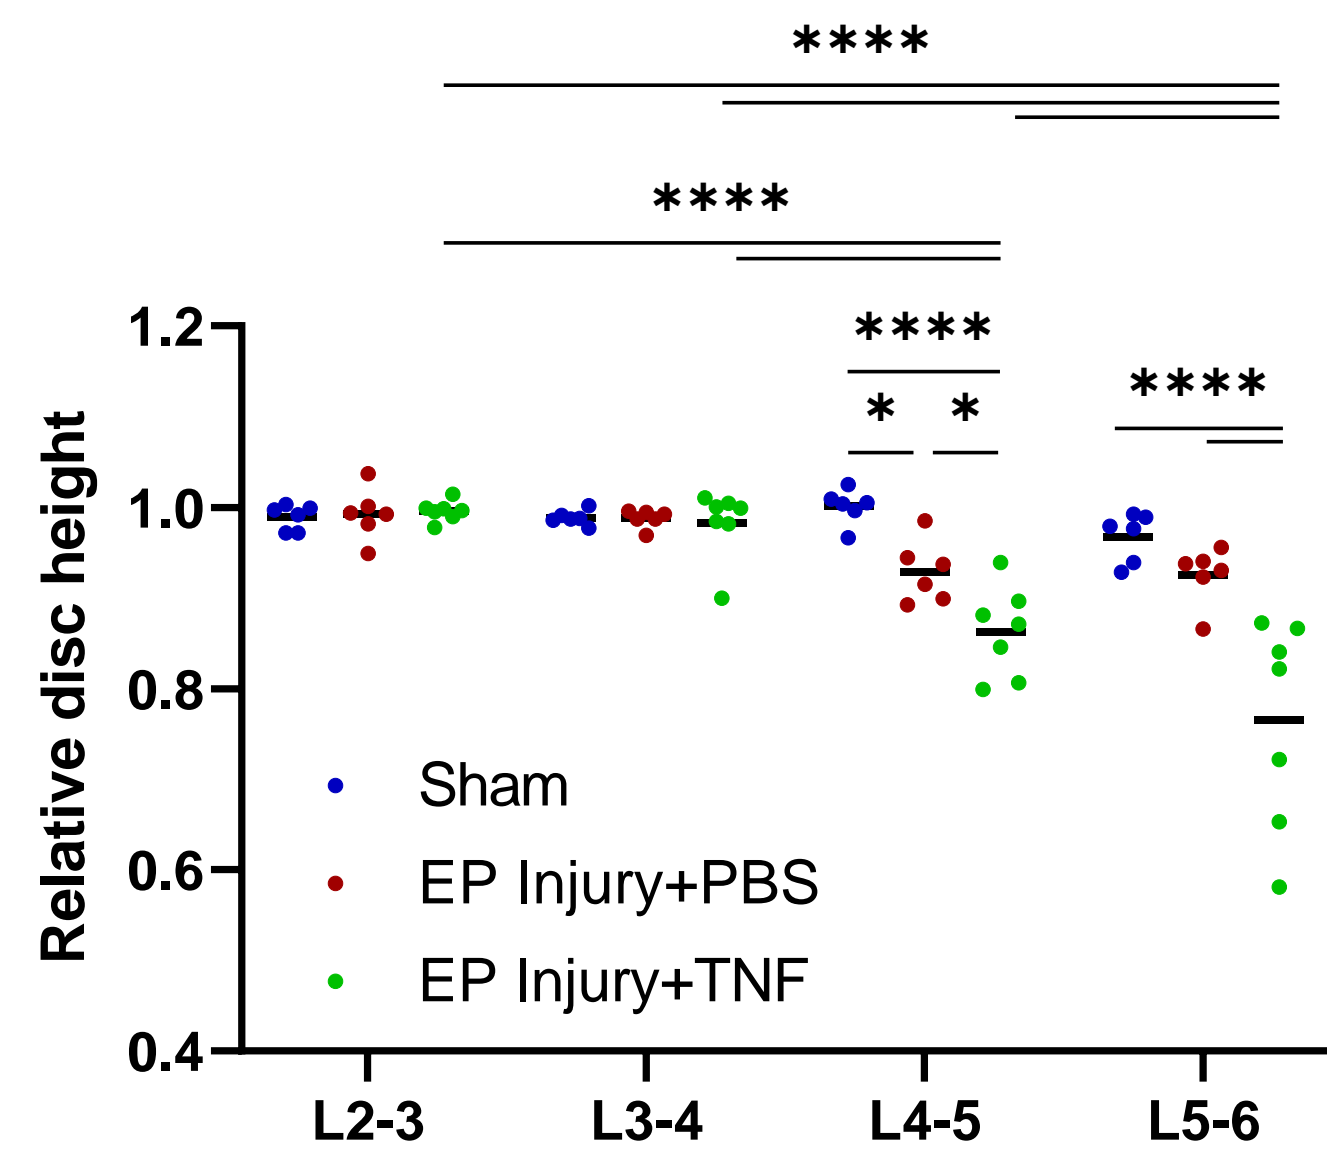 ****
****
****
* *
****
1.2
1.0
0.8
0.6
0.4
Relative disc height
Sham
EP Injury+PBS
EP Injury+TNF
L2-3 L3-4 L4-5 L5-6